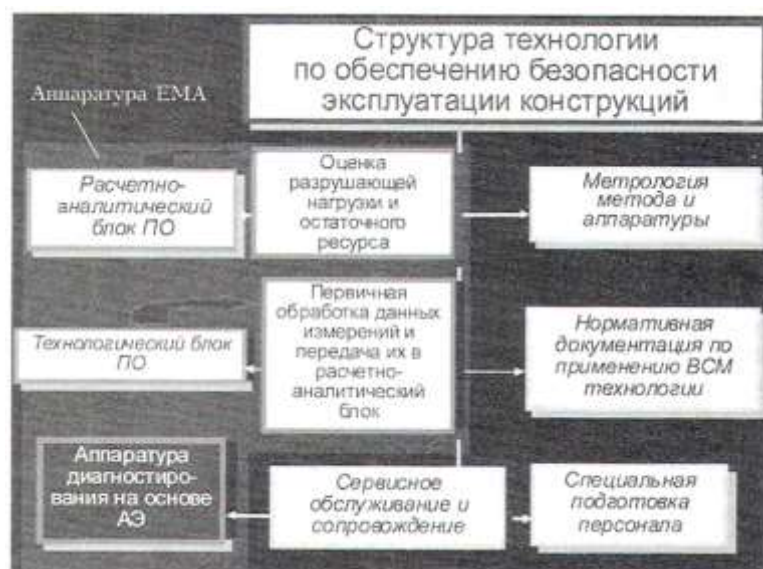 Структура технологии
по обеспечению безопасности
эксплуатации конструкций
Аппаратура ЕМА
Расчетно-
аналитический
блок ПО
Оценка
разрушающей
нагрузки и
остаточного
ресурса
Метрология
метода и
аппаратуры
Технологический блок
ПО
Первичная
обработка данных
измерений и
передача их в
расчетно-
аналитический
блок
Нормативная
документация по
применению ВСМ
технологии
Аппаратура
диагностиро-
вания на основе
АЭ
Сервисное
обслуживание и
сопровождение
Специальная
подготовка
персонала